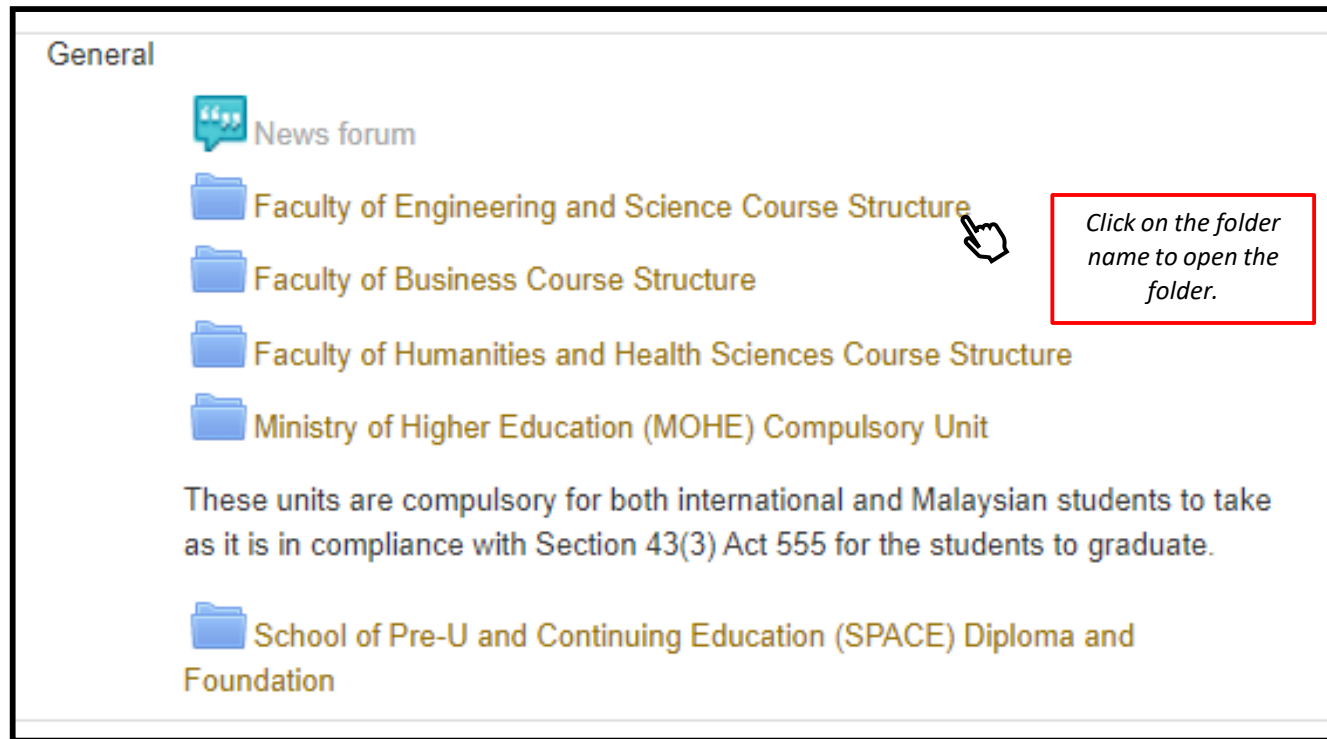 General
News forum
Faculty of Engineering and Science Course Structure
Click on the folder
name to open the
folder.
Faculty of Business Course Structure
Faculty of Humanities and Health Sciences Course Structure
Ministry of Higher Education (MOHE) Compulsory Unit
These units are compulsory for both international and Malaysian students to take
as it is in compliance with Section 43(3) Act 555 for the students to graduate.
School of Pre-U and Continuing Education (SPACE) Diploma and
Foundation